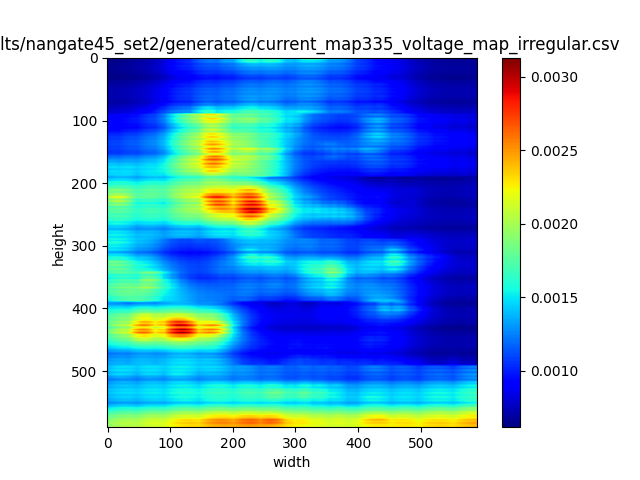 lts/nangate45_set2/generated/current_map335_voltage_map_irregular.csv
0
100
200
300
400
500
height
0 100 200 300 400 500
width
0.0030
0.0025
0.0020
0.0015
0.0010